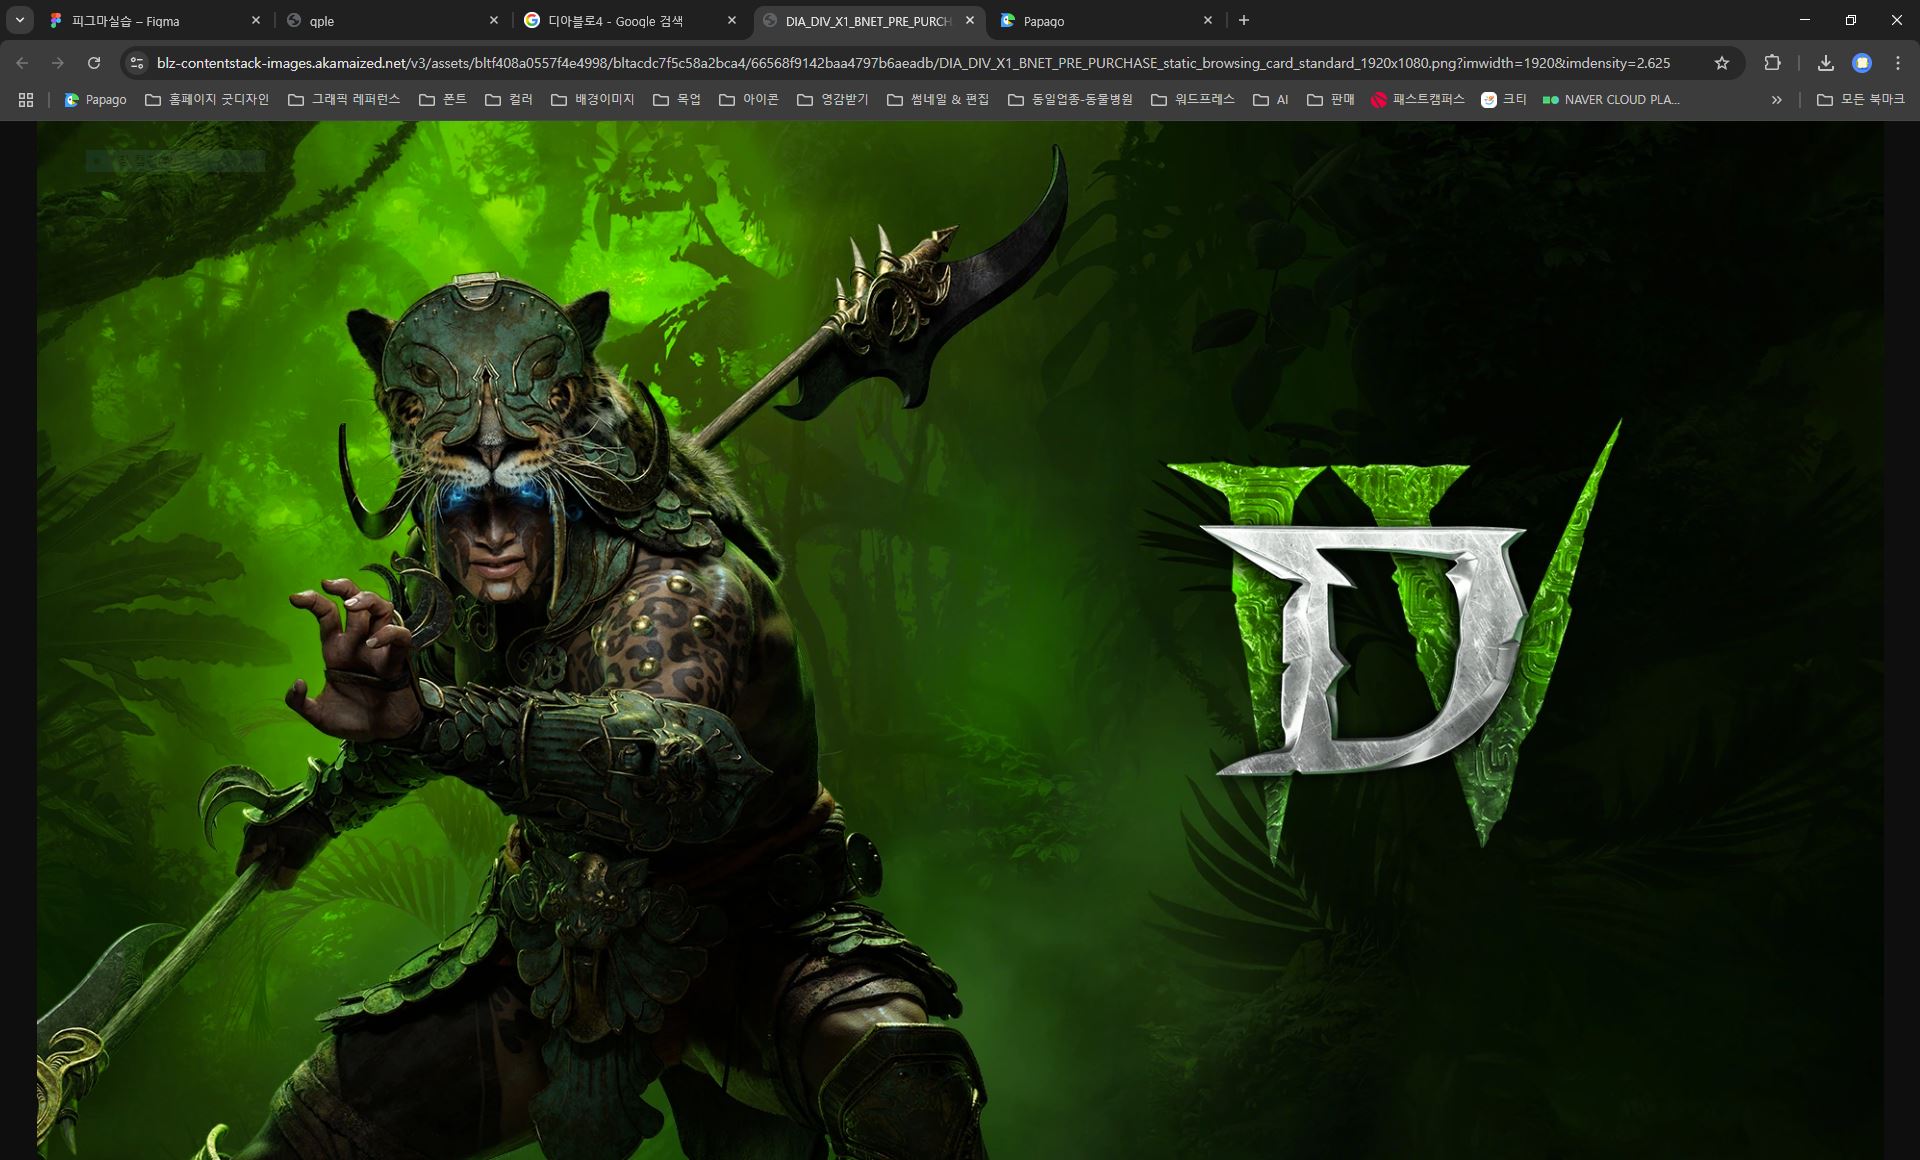 피그마실습 – Figma
qple
디아블로4 - Google 검색
DIA_DIV_X1_BNET_PRE_PURCH
Papago
blz-contentstack-images.akamaized.net/v3/assets/bltf408a0557f4e4998/bltacdc7f5c58a2bca4/66568f9142baa4797b6aeadb/DIA_DIV_X1_BNET_PRE_PURCHASE_static_browsing_card_standard_1920x1080.png?imwidth=1920&imdensity=2.625
Papago
홈페이지 굿디자인
그래픽 레퍼런스
폰트
컬러
배경이미지
목업
아이콘
영감받기
썸네일 & 편집
동일업종-동물병원
워드프레스
AI
판매
패스트캠퍼스
크티
NAVER CLOUD PLA...
모든 북마크
IV
D